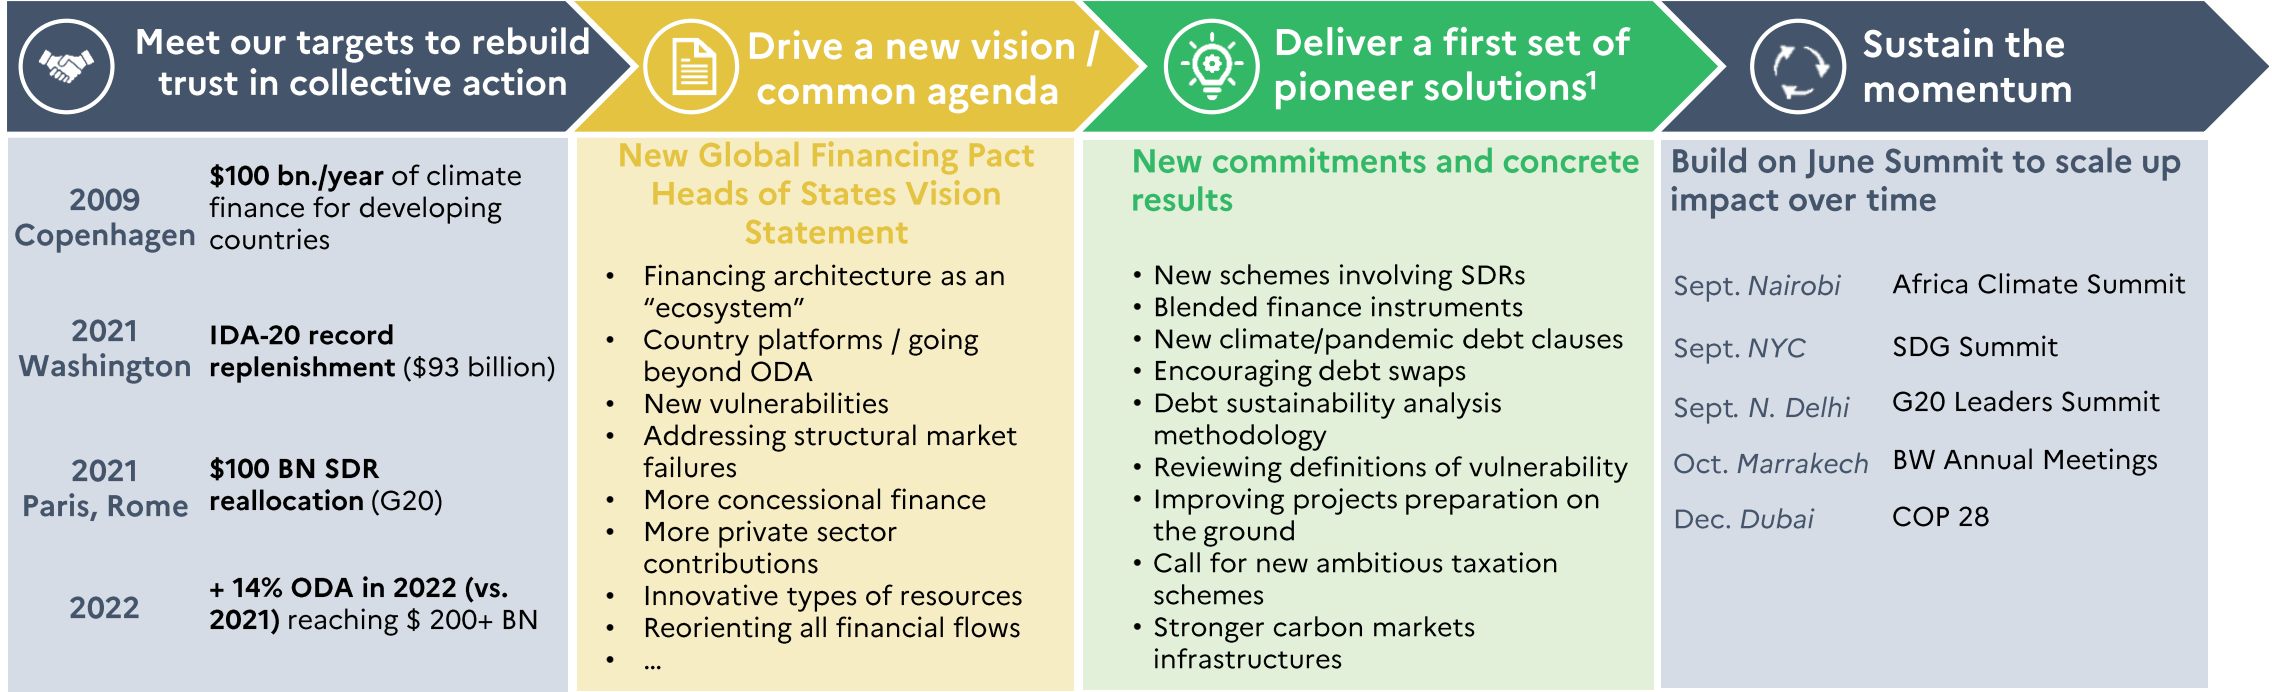 Meet our targets to rebuild
trust in collective action
2009
Copenhagen
$100 bn./year of climate
finance for developing
countries
2021
Washington
IDA-20 record
replenishment ($93 billion)
2021
Paris, Rome
$100 BN SDR
reallocation (G20)
2022
+ 14% ODA in 2022 (vs.
2021) reaching $ 200+ BN
Drive a new vision /
common agenda
New Global Financing Pact
Heads of States Vision
Statement
• Financing architecture as an
“ecosystem”
• Country platforms / going
beyond ODA
• New vulnerabilities
• Addressing structural market
failures
• More concessional finance
• More private sector
contributions
• Innovative types of resources
• Reorienting all financial flows
• ...
Deliver a first set of
pioneer solutions¹
New commitments and concrete
results
• New schemes involving SDRs
• Blended finance instruments
• New climate/pandemic debt clauses
• Encouraging debt swaps
• Debt sustainability analysis
methodology
• Reviewing definitions of vulnerability
• Improving projects preparation on
the ground
• Call for new ambitious taxation
schemes
• Stronger carbon markets
infrastructures
Sustain the
momentum
Build on June Summit to scale up
impact over time
Sept. Nairobi Africa Climate Summit
Sept. NYC SDG Summit
Sept. N. Delhi G20 Leaders Summit
Oct. Marrakech BW Annual Meetings
Dec. Dubai COP 28